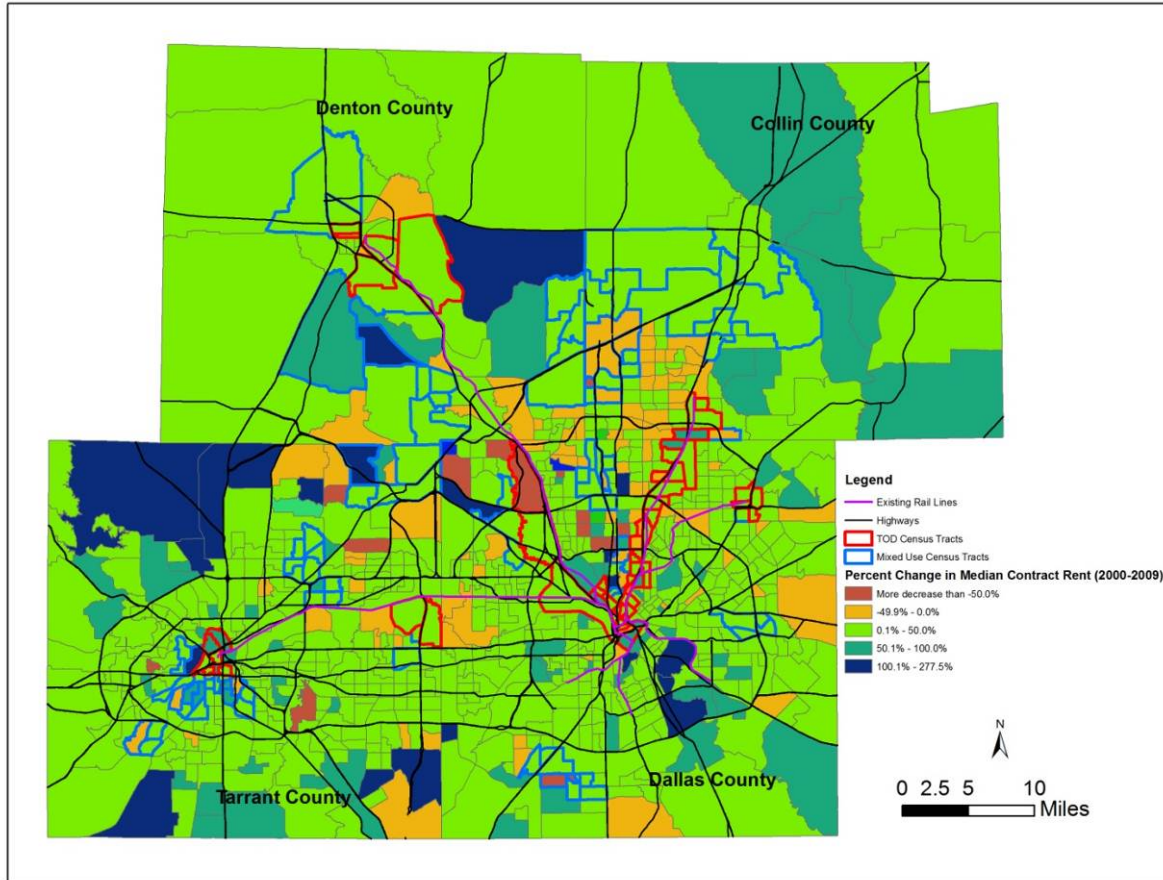 Denton County
Collin County
Legend
Existing Rail Lines
Highways
TOD Census Tracts
Mixed Use Census Tracts
Percent Change in Median Contract Rent (2000-2009)
More decrease than -50.0%
-49.9% - 0.0%
0.1% - 50.0%
50.1% - 100.0%
100.1% - 277.5%
N
Tarrant County
Dallas County
0 2.5 5 10
Miles